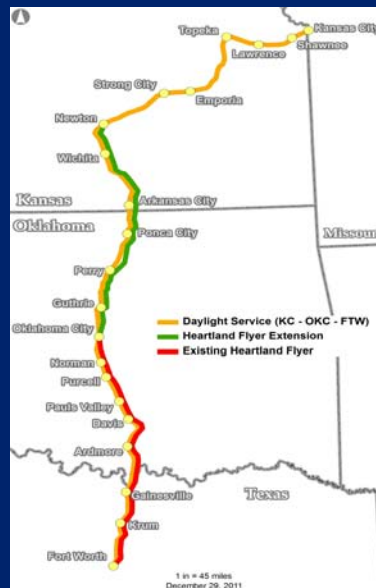 Kansas City
Topeka
Lawrence
Shawnee
Strong City
Emporia
Newton
Wichita
Kansas
Arkansas City
Missour
Oklahoma
Ponca City
Perry
Guthrie
Oklahoma City
Daylight Service (KC - OKC - FTW)
Heartland Flyer Extension
Existing Heartland Flyer
Norman
Purcell
Pauls Valley
Davis
Ardmore
Gainesville
Texas
Krum
Fort Worth
1 in = 45 miles
December 29, 2011